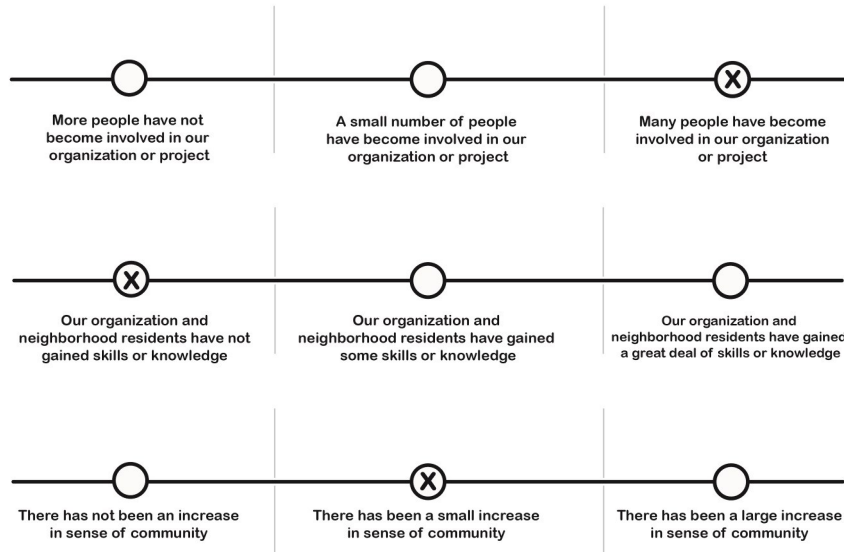 X
More people have not
become involved in our
organization or project
A small number of people
have become involved in our
organization or project
Many people have become
involved in our organization
or project
X
Our organization and
neighborhood residents have not
gained skills or knowledge
Our organization and
neighborhood residents have gained
some skills or knowledge
Our organization and
neighborhood residents have gained
a great deal of skills or knowledge
X
There has not been an increase
in sense of community
There has been a small increase
in sense of community
There has been a large increase
in sense of community